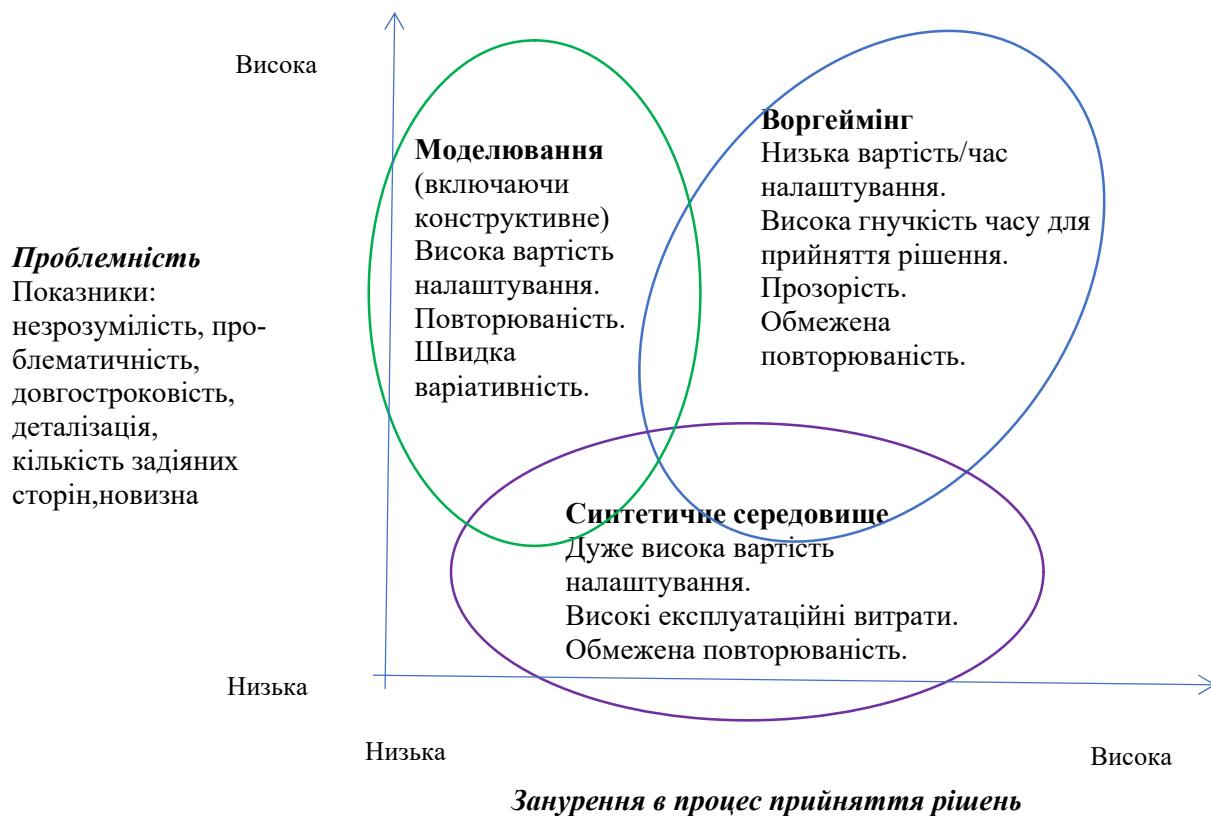 Висока
Моделювання
(включаючи
конструктивне)
Висока вартість
налаштування.
Повторюваність.
Швидка
варіативність.
Воргеймінг
Низька вартість/час
налаштування.
Висока гнучкість часу для
прийняття рішення.
Прозорість.
Обмежена
повторюваність.
Проблемність
Показники:
незрозумілість, про-
блематичність,
довгостроковість,
деталізація,
кількість задіяних
сторін,новизна
Синтетичне середовище
Дуже висока вартість
налаштування.
Високі експлуатаційні витрати.
Обмежена повторюваність.
Низька
Низька
Висока
Занурення в процес прийняття рішень